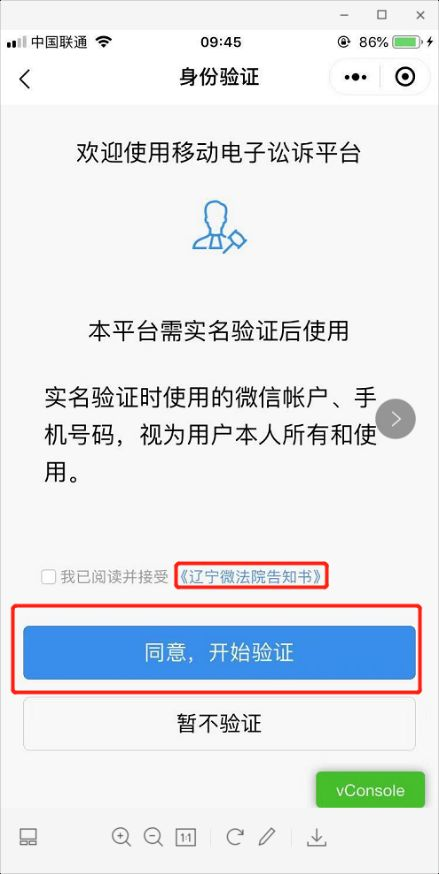 中国联通 09:45 86%
身份验证
欢迎使用移动电子讼诉平台
本平台需实名验证后使用
实名验证时使用的微信帐户、手
机号码，视为用户本人所有和使
用。
我已阅读并接受 《辽宁微法院告知书》
同意，开始验证
暂不验证
vConsole
1:1